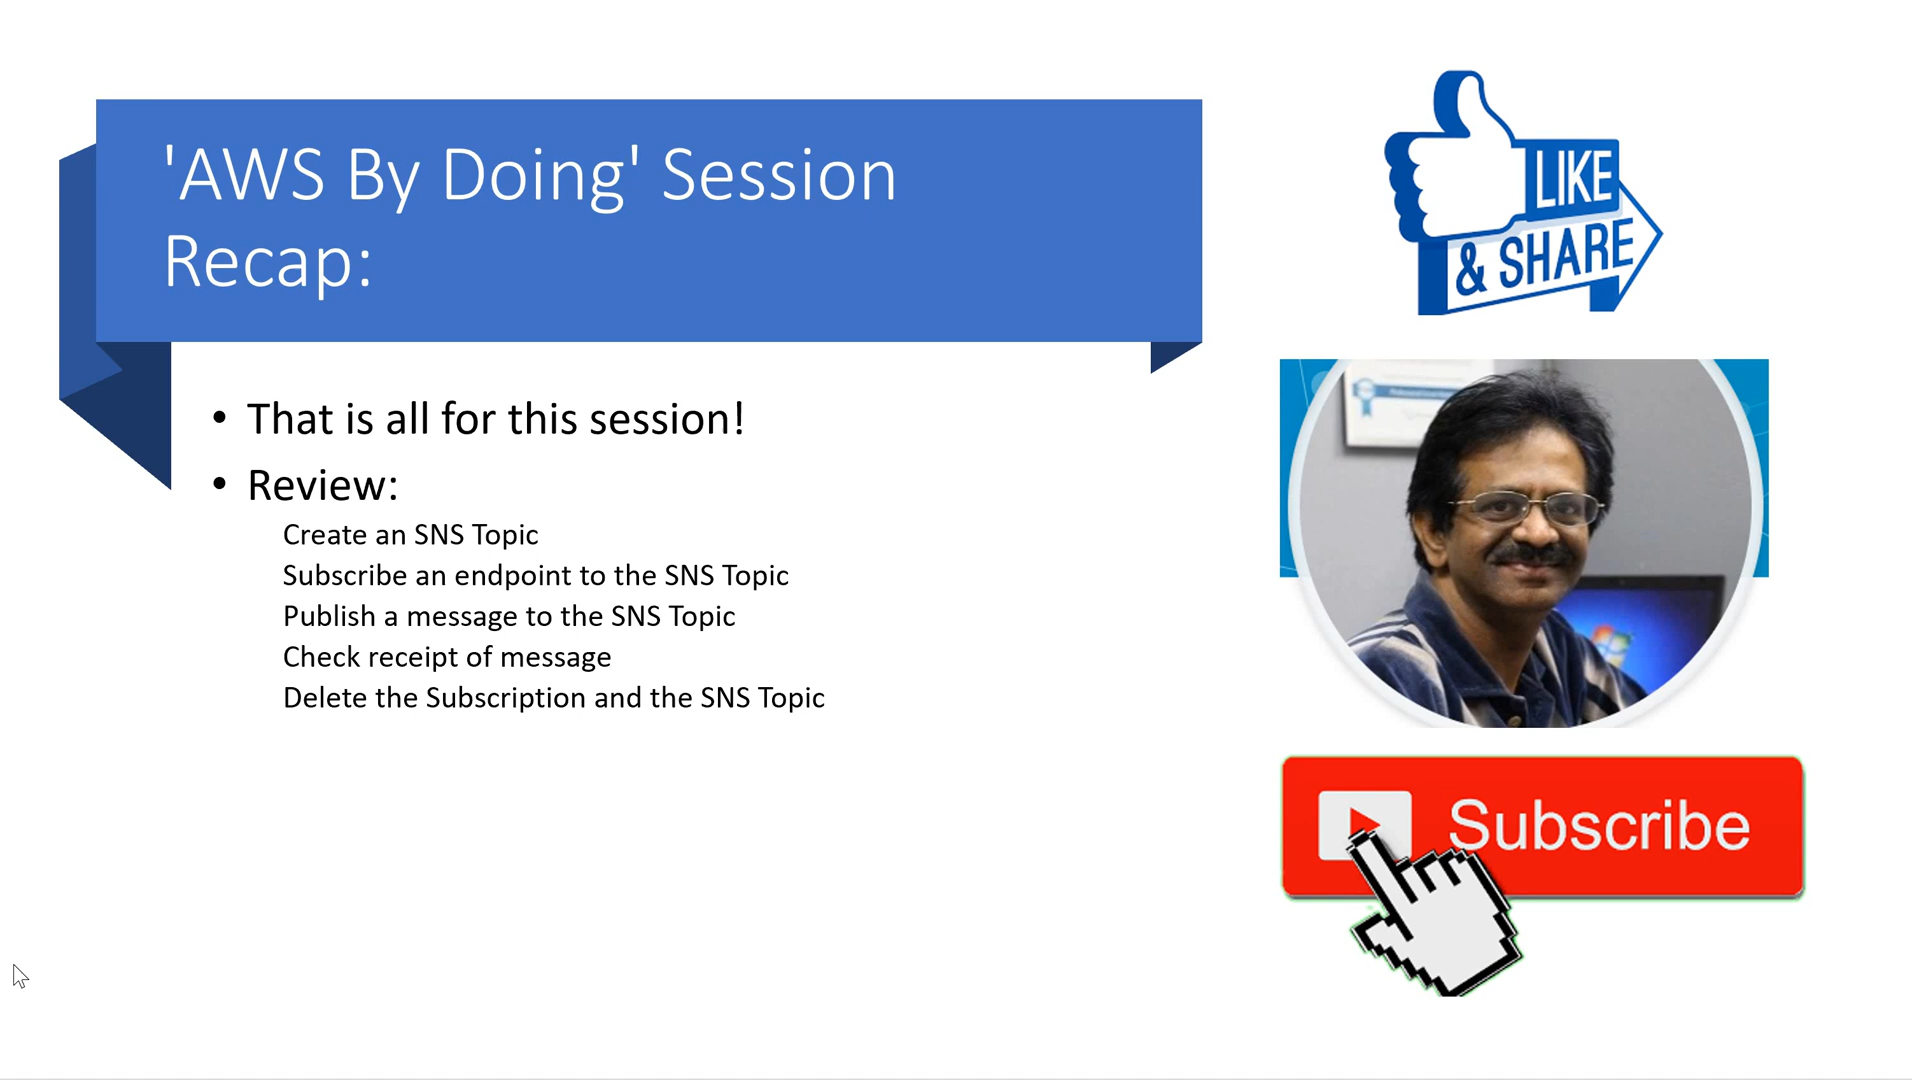 'AWS By Doing' Session
Recap:
• That is all for this session!
• Review:
Create an SNS Topic
Subscribe an endpoint to the SNS Topic
Publish a message to the SNS Topic
Check receipt of message
Delete the Subscription and the SNS Topic
LIKE
& SHARE
Subscribe